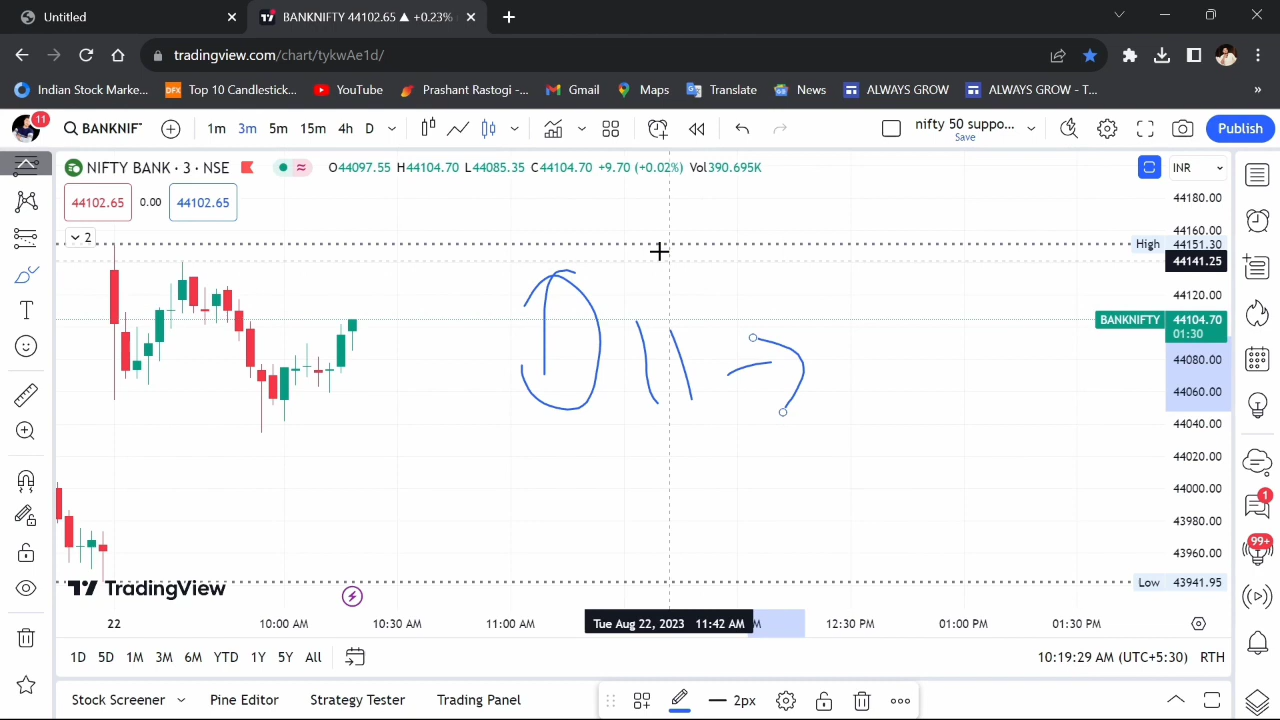 Untitled
BANKNIFTY 44102.65 ▲ +0.23%
tradingview.com/chart/tykwAe1d/
Indian Stock Marke... DFX Top 10 Candlestick... YouTube Prashant Rastogi -... Gmail Maps Translate News ALWAYS GROW ALWAYS GROW - T... »
11 BANKNIF 1m 3m 5m 15m 4h D nifty 50 suppo... Save Publish
NIFTY BANK · 3 · NSE O44097.55 H44104.70 L44085.35 C44104.70 +9.70 (+0.02%) Vol390.695K INR
44102.65 0.00 44102.65
2
44180.00
44160.00
High 44151.30
44141.25
44120.00
BANKNIFTY 44104.70
01:30
44080.00
44060.00
44040.00
44020.00
44000.00
43980.00
43960.00
Low 43941.95
1
99+
TradingView
22 10:00 AM 10:30 AM 11:00 AM Tue Aug 22, 2023 11:42 AM 12:30 PM 01:00 PM 01:30 PM
1D 5D 1M 3M 6M YTD 1Y 5Y All 10:19:29 AM (UTC+5:30) RTH
Stock Screener Pine Editor Strategy Tester Trading Panel 2px